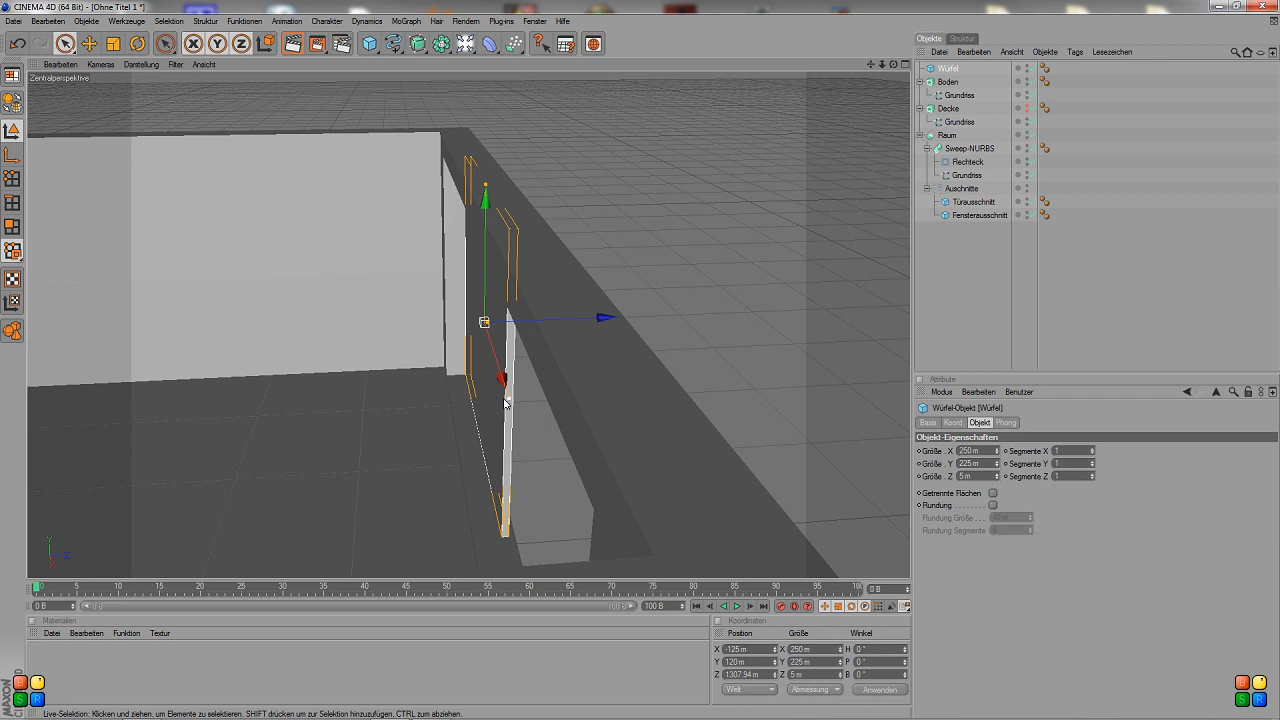 CINEMA 4D (64 Bit) - [Ohne Titel 1 *]
Datei Bearbeiten Objekte Werkzeuge Selektion Struktur Funktionen Animation Charakter Dynamics MoGraph Hair Rendern Plug-ins Fenster Hilfe
Objekte Struktur
Datei Bearbeiten Ansicht Objekte Tags Lesezeichen
Bearbeiten Kameras Darstellung Filter Ansicht
Zentralperspektive
Würfel
Boden
Grundriss
Decke
Grundriss
Raum
Sweep-NURBS
Rechteck
Grundriss
Auschnitte
Türausschnitt
Fensterausschnitt
Attribute
Modus Bearbeiten Benutzer
Würfel-Objekt [Würfel]
Basis Koord. Objekt Phong
Objekt-Eigenschaften
Größe . X 250 m Segmente X 1
Größe . Y 225 m Segmente Y 1
Größe . Z 5 m Segmente Z 1
Getrennte Flächen
Rundung
Rundung Größe
Rundung Segmente
0 5 10 15 20 25 30 35 40 45 50 55 60 65 70 75 80 85 90 95 100 0 B
0 B 0 B 100 B 100 B
Materialien
Datei Bearbeiten Funktion Textur
Koordinaten
Position Größe Winkel
X -125 m X 250 m H 0 °
Y 120 m Y 225 m P 0 °
Z 1307.94 m Z 5 m B 0 °
Welt Abmessung Anwenden
Live-Selektion: Klicken und ziehen, um Elemente zu selektieren. SHIFT drücken um zur Selektion hinzuzufügen, CTRL zum abziehen.